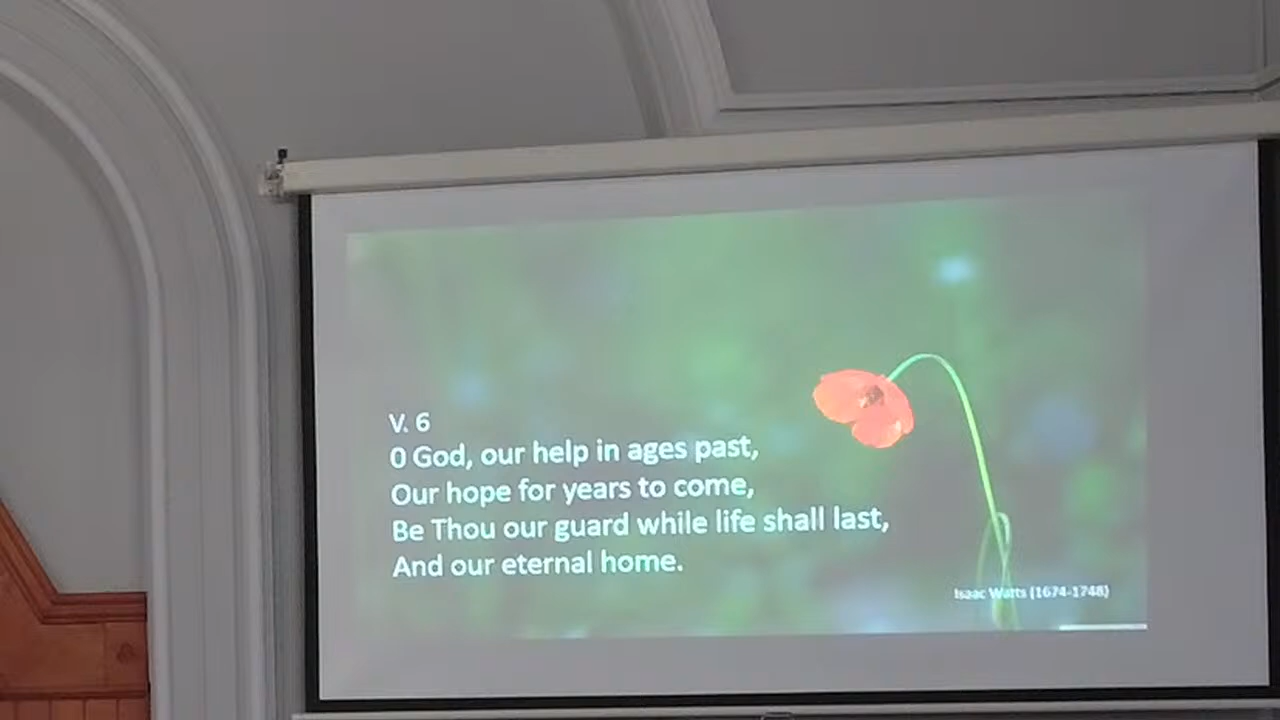 V. 6
0 God, our help in ages past,
Our hope for years to come,
Be Thou our guard while life shall last,
And our eternal home.
Isaac Watts (1674-1748)